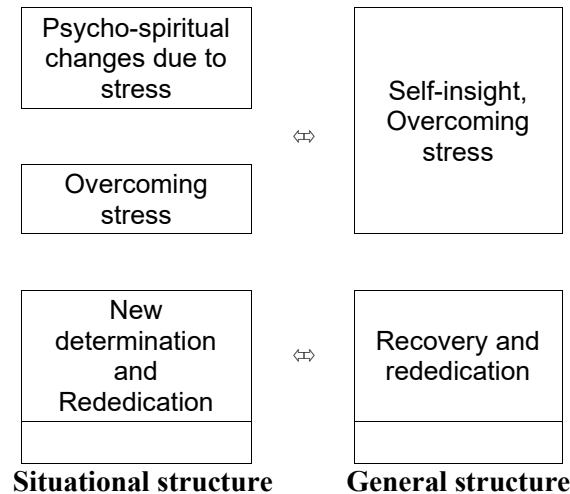 Psycho-spiritual
changes due to
stress
Self-insight,
Overcoming
stress
⇔
Overcoming
stress
New
determination
and
Rededication
⇔
Recovery and
rededication
Situational structure
General structure